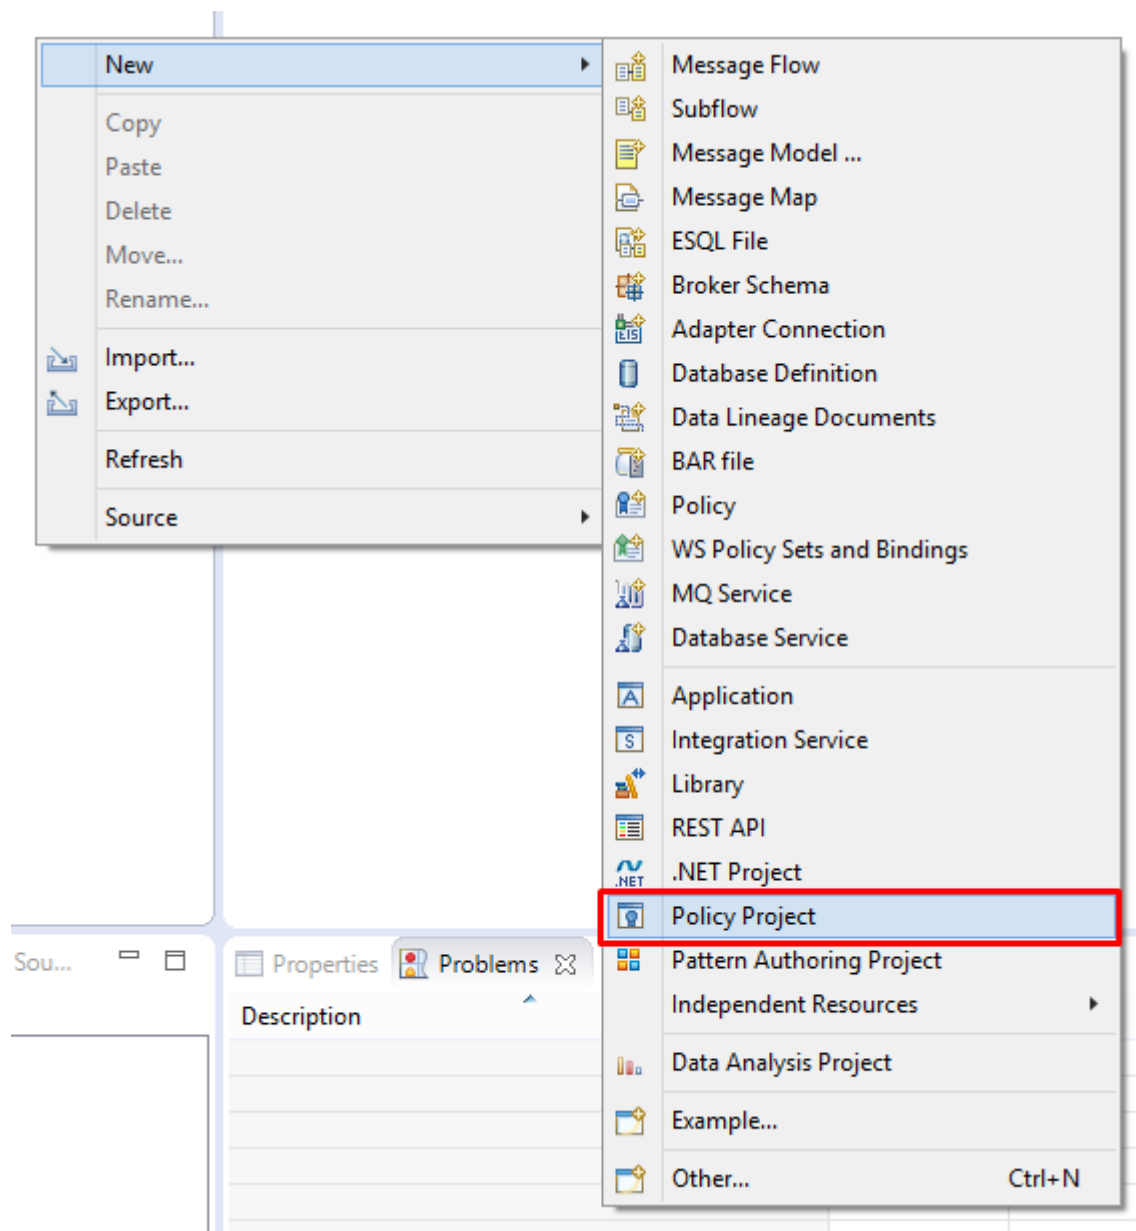 New
Copy
Paste
Delete
Move...
Rename...
Import...
Export...
Refresh
Source
Message Flow
Subflow
Message Model ...
Message Map
ESQL File
Broker Schema
EIS
Adapter Connection
Database Definition
Data Lineage Documents
BAR file
Policy
WS Policy Sets and Bindings
MQ Service
Database Service
A Application
S Integration Service
Library
REST API
.NET .NET Project
Policy Project
Pattern Authoring Project
Independent Resources
Data Analysis Project
Example...
Other... Ctrl+N
Sou...
Properties Problems
Description